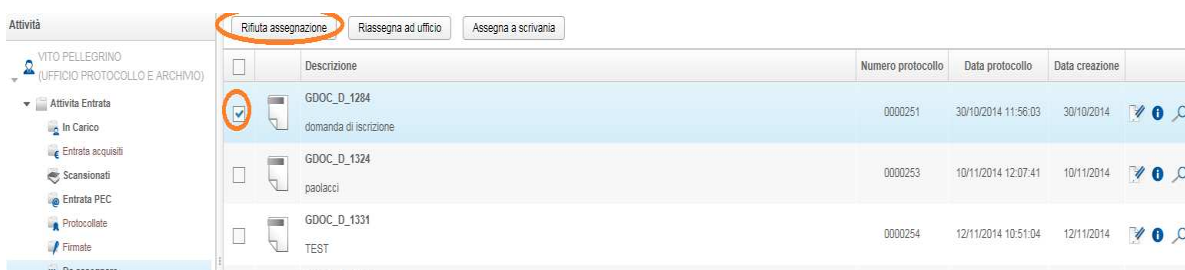 Attività
Rifiuta assegnazione Riassegna ad ufficio Assegna a scrivania
VITO PELLEGRINO
(UFFICIO PROTOCOLLO E ARCHIVIO)
Attivita Entrata
In Carico
Entrata acquisiti
Scansionati
Entrata PEC
Protocollate
Firmate
Descrizione Numero protocollo Data protocollo Data creazione
GDOC_D_1284
domanda di iscrizione
0000251 30/10/2014 11:56:03 30/10/2014
GDOC_D_1324
paolacci
0000253 10/11/2014 12:07:41 10/11/2014
GDOC_D_1331
TEST
0000254 12/11/2014 10:51:04 12/11/2014